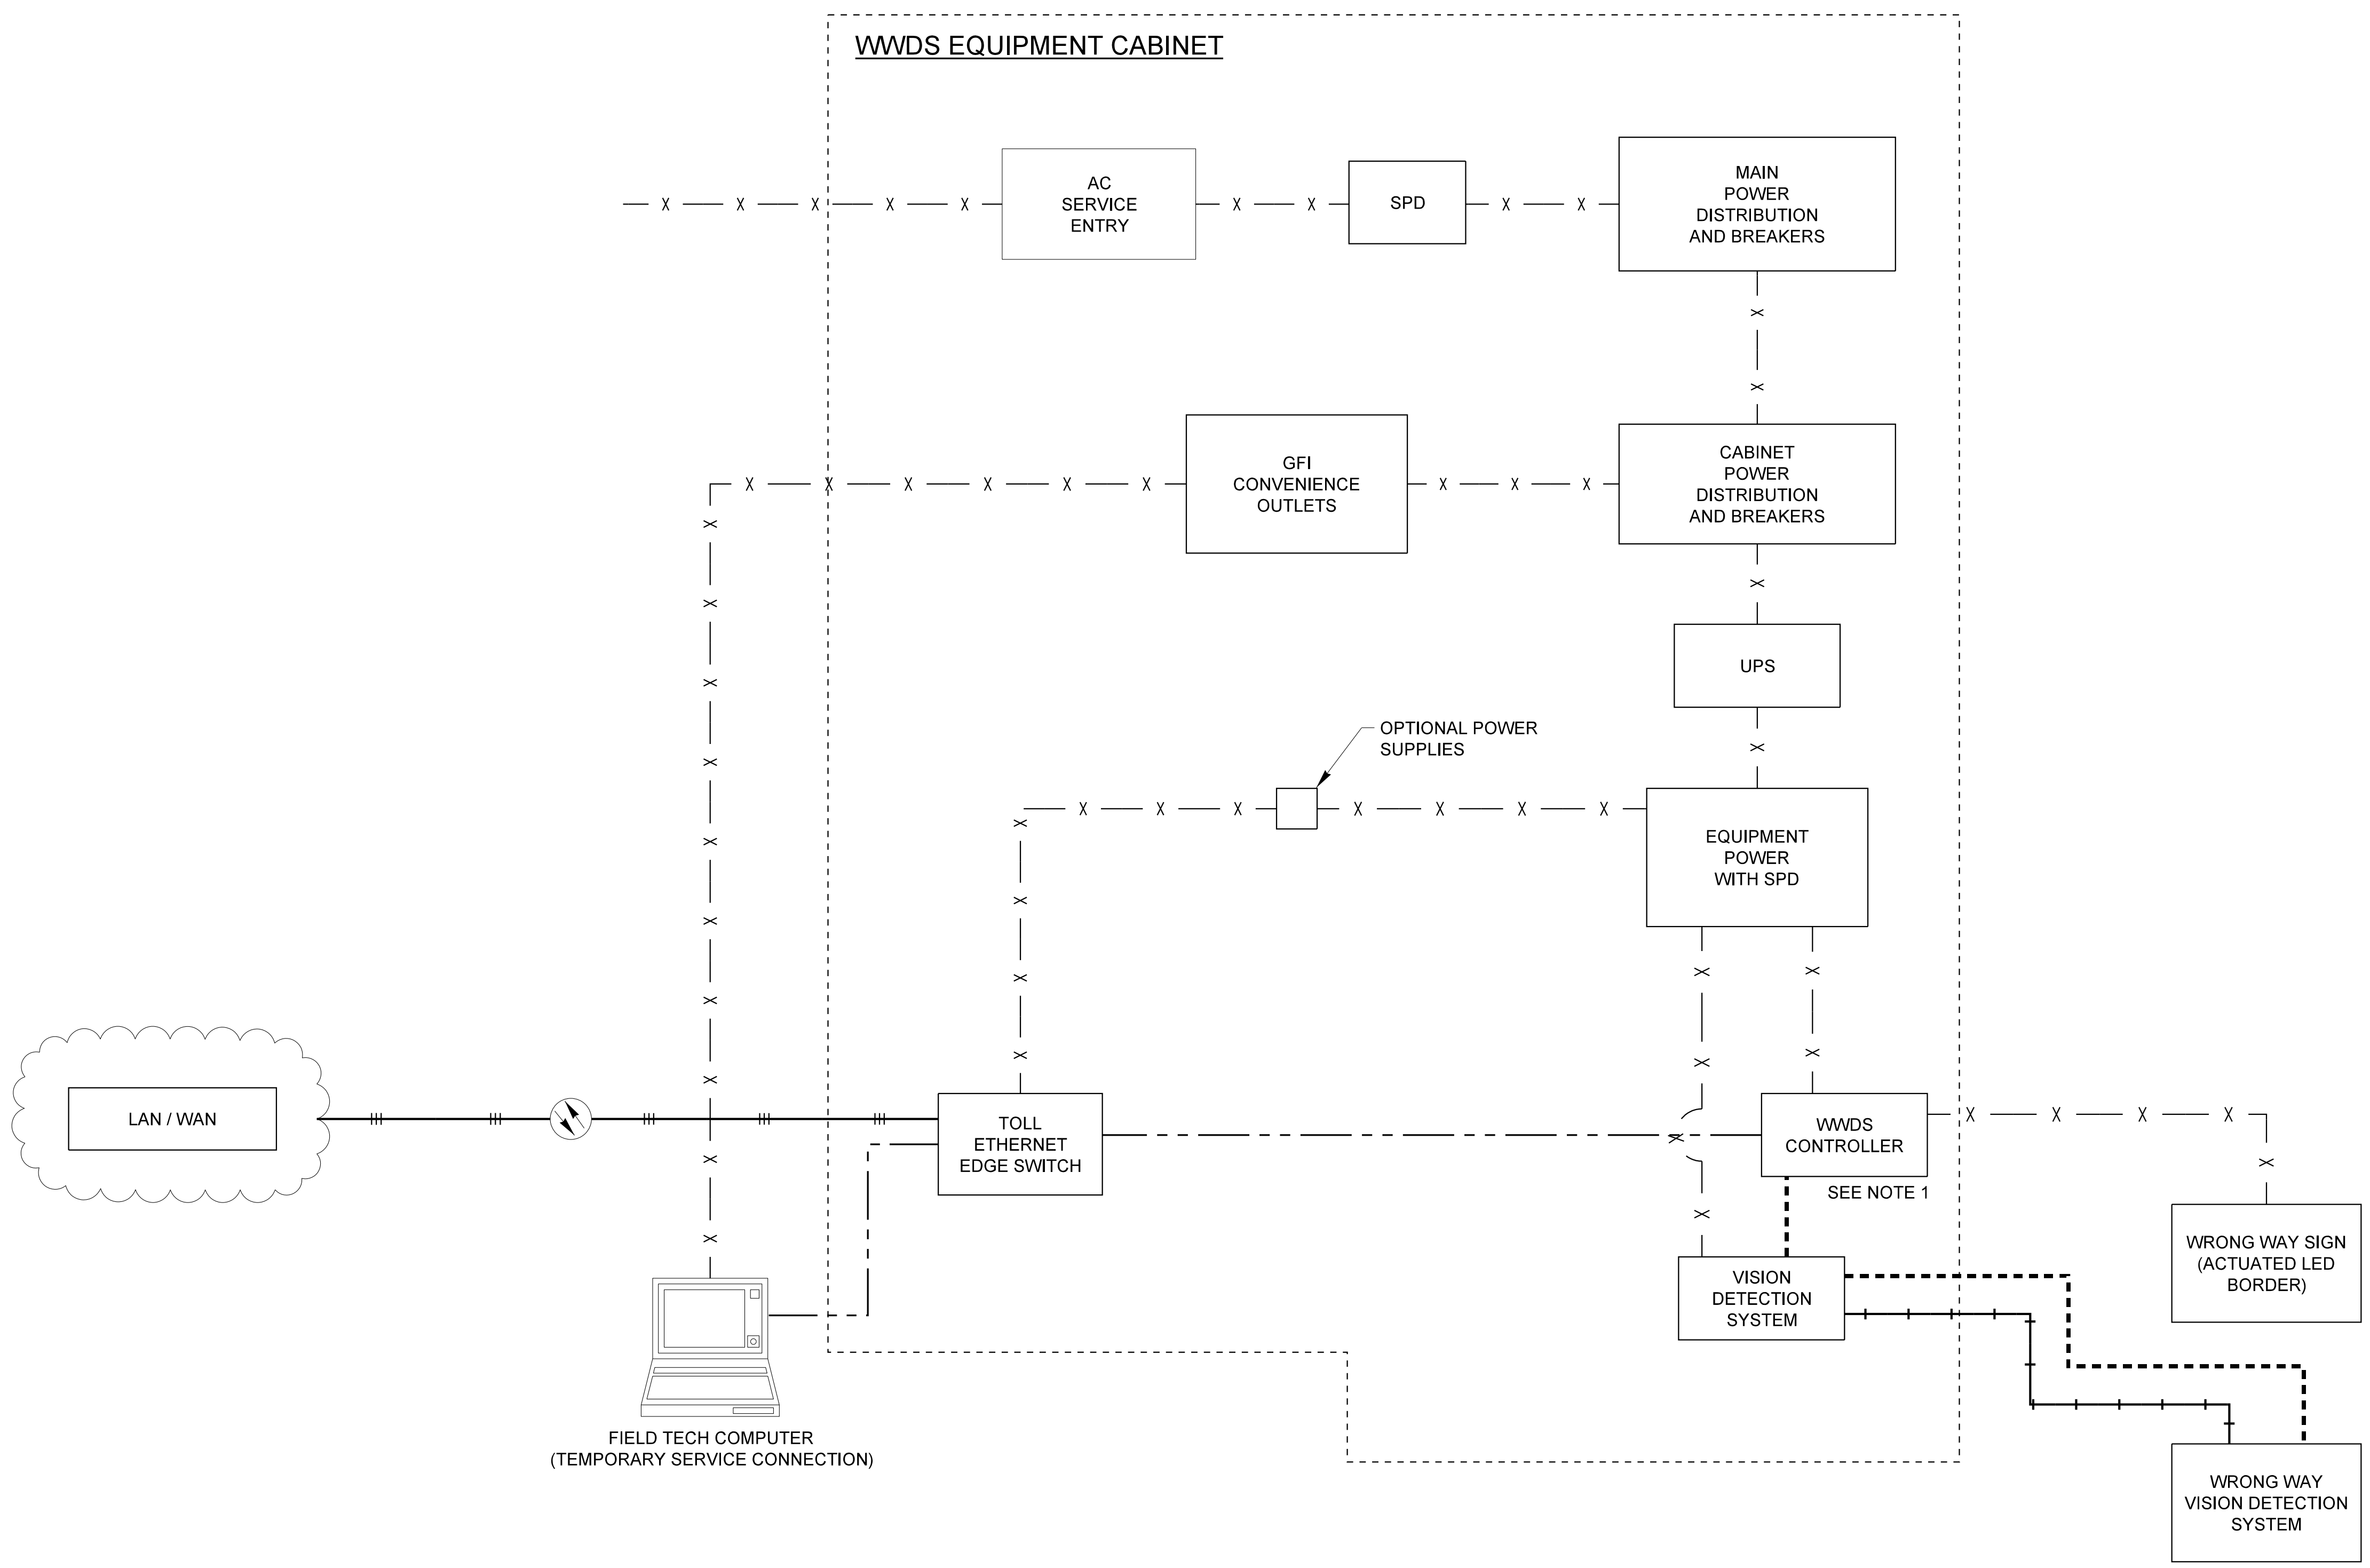 WWDS EQUIPMENT CABINET
AC
SERVICE
ENTRY
SPD
MAIN
POWER
DISTRIBUTION
AND BREAKERS
GFI
CONVENIENCE
OUTLETS
CABINET
POWER
DISTRIBUTION
AND BREAKERS
UPS
OPTIONAL POWER
SUPPLIES
EQUIPMENT
POWER
WITH SPD
LAN / WAN
TOLL
ETHERNET
EDGE SWITCH
WWDS
CONTROLLER
SEE NOTE 1
WRONG WAY SIGN
(ACTUATED LED
BORDER)
VISION
DETECTION
SYSTEM
FIELD TECH COMPUTER
(TEMPORARY SERVICE CONNECTION)
WRONG WAY
VISION DETECTION
SYSTEM